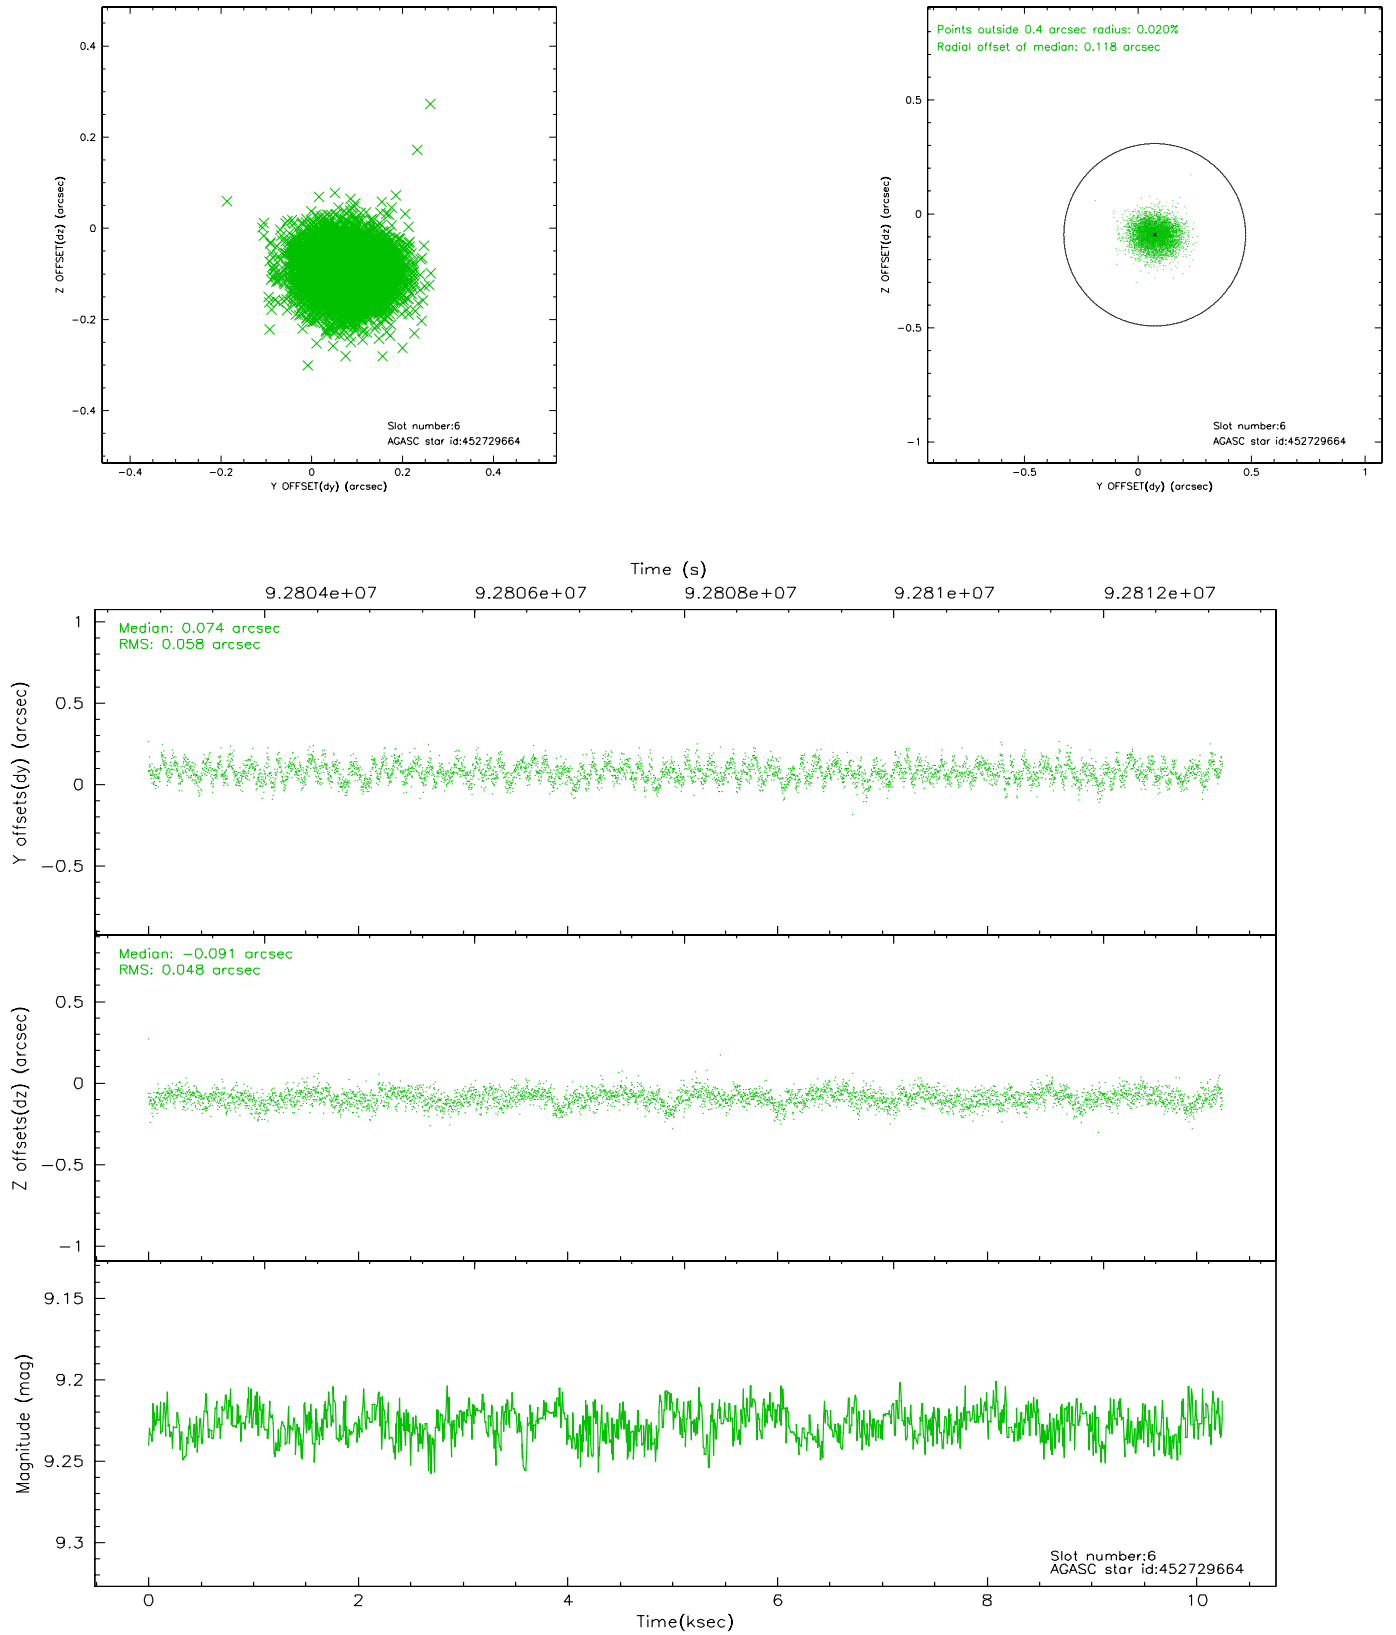 0.4
0.2
0
−0.2
−0.4
Z OFFSET(dz) (arcsec)
Slot number:6
AGASC star id:452729664
−0.4 −0.2 0 0.2 0.4
Y OFFSET(dy) (arcsec)
Points outside 0.4 arcsec radius: 0.020%
Radial offset of median: 0.118 arcsec
0.5
0
−0.5
−1
Z OFFSET(dz) (arcsec)
Slot number:6
AGASC star id:452729664
−0.5 0 0.5 1
Y OFFSET(dy) (arcsec)
Time (s)
9.2804e+07 9.2806e+07 9.2808e+07 9.281e+07 9.2812e+07
Median: 0.074 arcsec
RMS: 0.058 arcsec
1
0.5
0
−0.5
Y offsets(dy) (arcsec)
Median: −0.091 arcsec
RMS: 0.048 arcsec
0.5
0
−0.5
−1
Z offsets(dz) (arcsec)
9.15
9.2
9.25
9.3
Magnitude (mag)
Slot number:6
AGASC star id:452729664
0 2 4 6 8 10
Time(ksec)